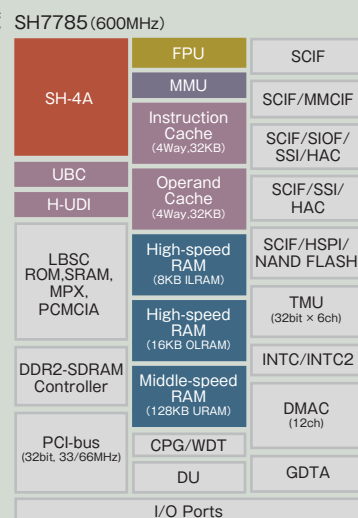 SH7785(600MHz)
SH-4A
UBC
H-UDI
LBSC
ROM,SRAM,
MPX,
PCMCIA
DDR2-SDRAM
Controller
PCI-bus
(32bit, 33/66MHz)
FPU
MMU
Instruction
Cache
(4Way,32KB)
Operand
Cache
(4Way,32KB)
High-speed
RAM
(8KB ILRAM)
High-speed
RAM
(16KB OLRAM)
Middle-speed
RAM
(128KB URAM)
CPG/WDT
DU
SCIF
SCIF/MMCIF
SCIF/SIOF/
SSI/HAC
SCIF/SSI/
HAC
SCIF/HSPI/
NAND FLASH
TMU
(32bit × 6ch)
INTC/INTC2
DMAC
(12ch)
GDTA
I/O Ports